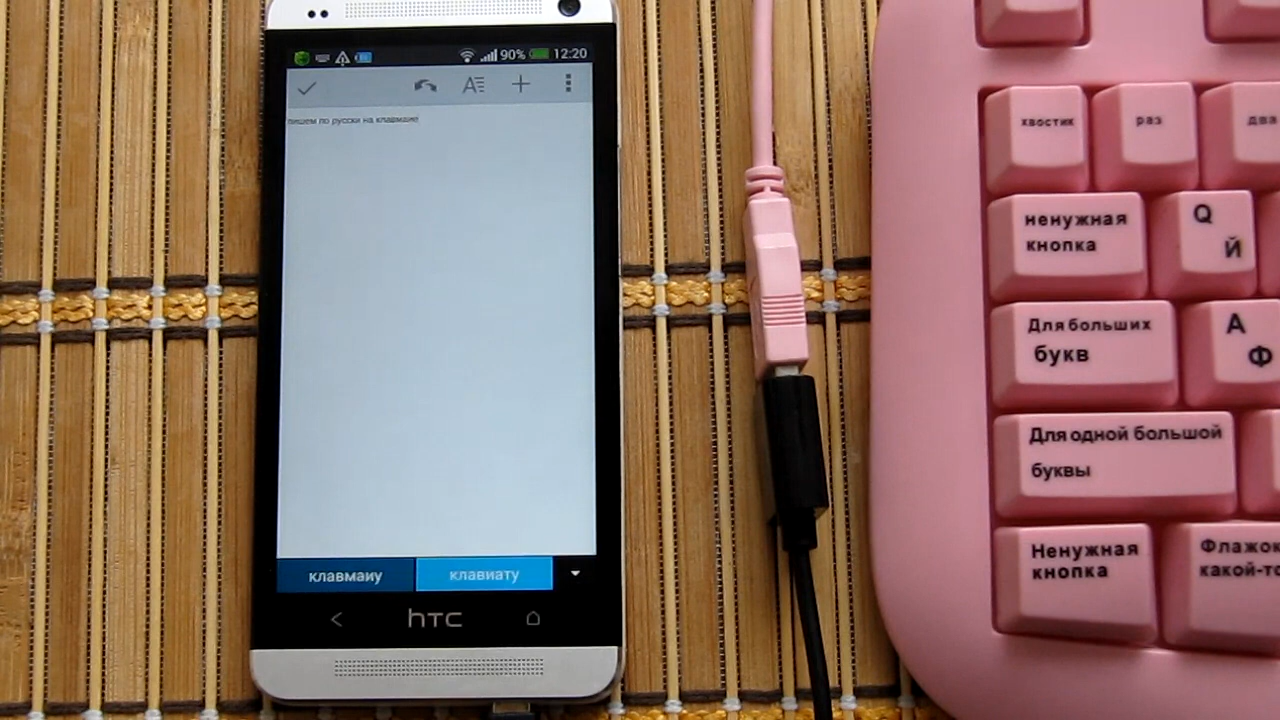 90% 12:20
A
пишем по русски на клавмаие
клавмаиу клавиату
hTC
хвостик раз два
ненужная
кнопка
Q
Й
Для больших
букв
A
Ф
Для одной большой
буквы
Ненужная
кнопка
Флажок
какой-то